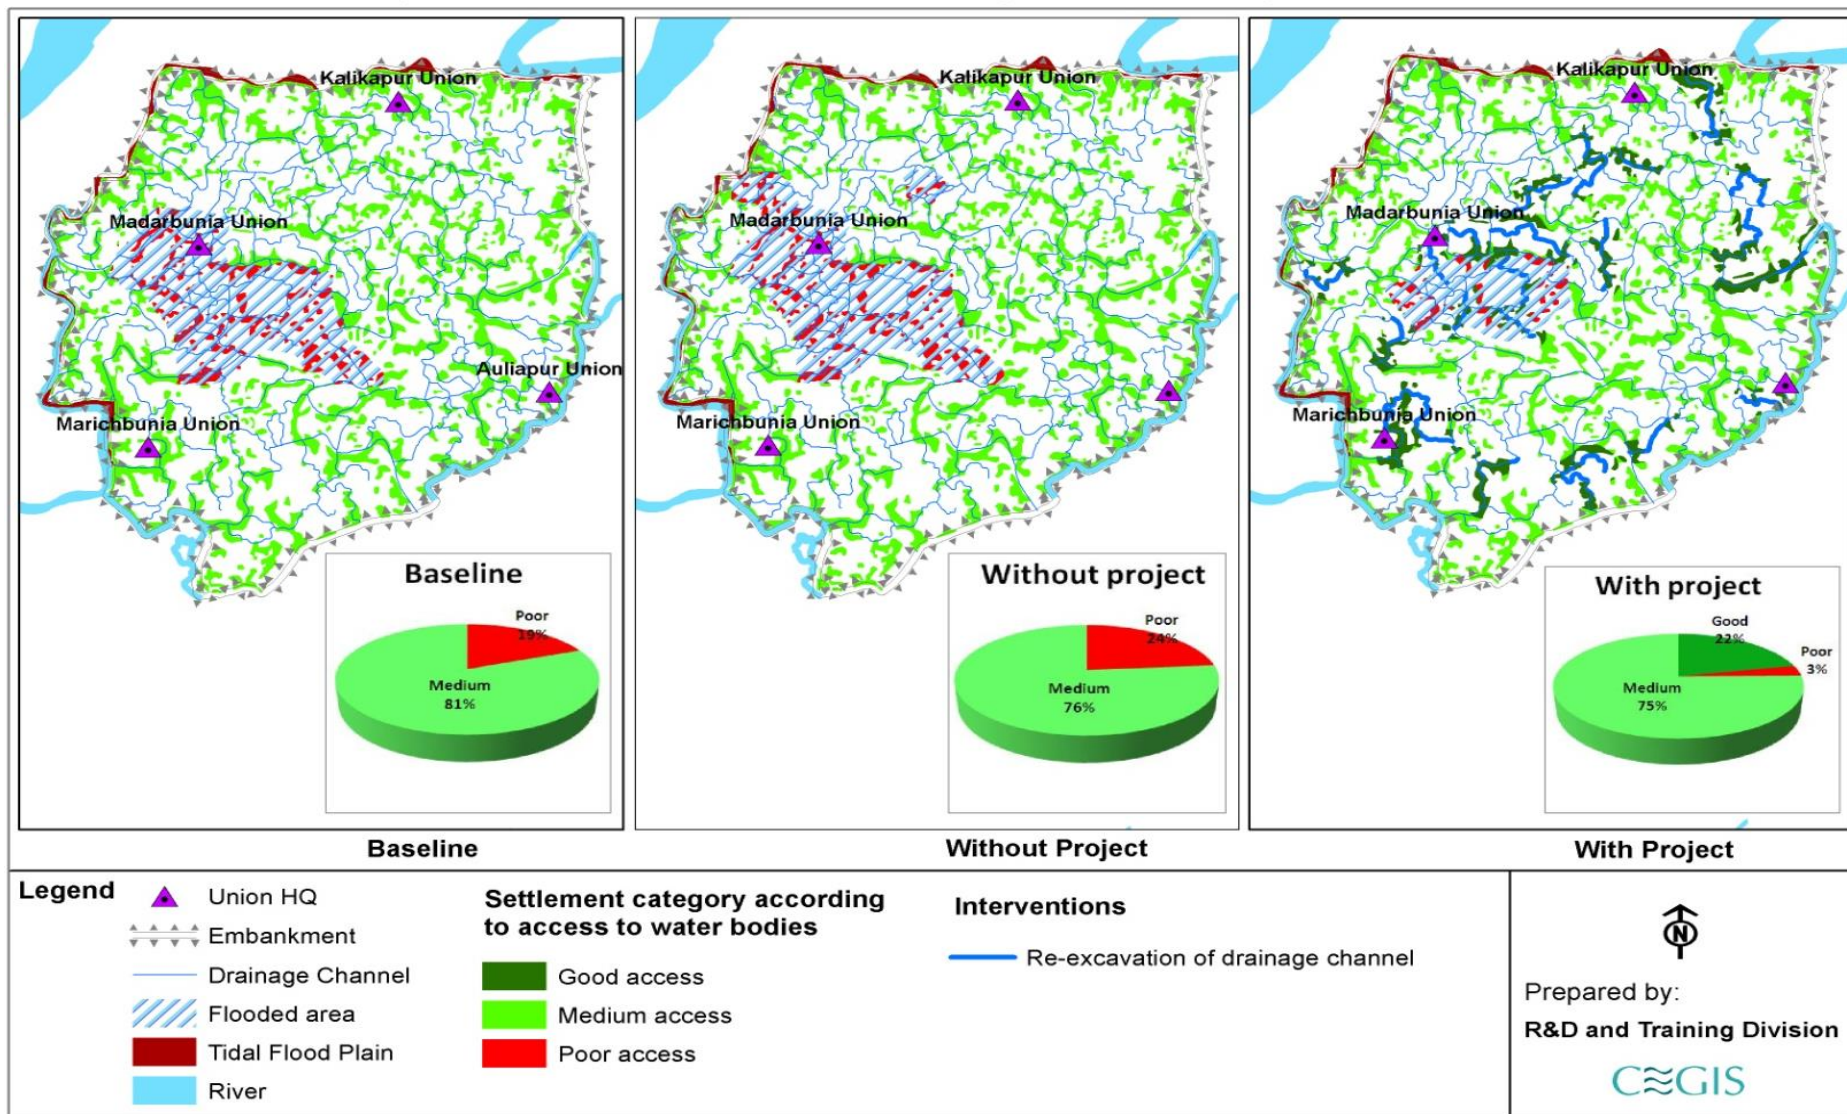 Kalikapur Union
Madarbunia Union
Auliapur Union
Marichbunia Union
Baseline
Poor
19%
Medium
81%
Baseline
Kalikapur Union
Madarbunia Union
Marichbunia Union
Without project
Poor
24%
Medium
76%
Without Project
Kalikapur Union
Madarbunia Union
Marichbunia Union
With project
Good
22%
Poor
3%
Medium
75%
With Project
Legend
Union HQ
Embankment
Drainage Channel
Flooded area
Tidal Flood Plain
River
Settlement category according
to access to water bodies
Good access
Medium access
Poor access
Interventions
Re-excavation of drainage channel
N
Prepared by:
R&D and Training Division
CEGIS